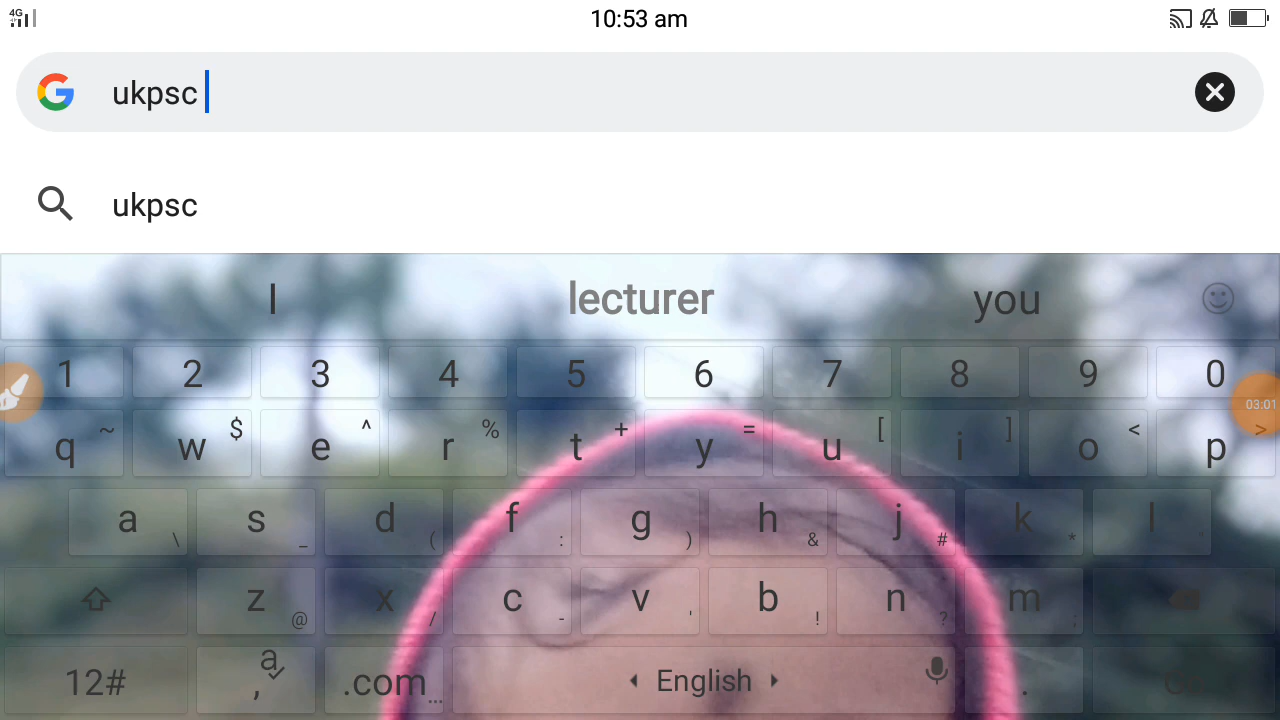 4G
10:53 am
ukpsc
ukpsc
I lecturer you
1 2 3 4 5 6 7 8 9 0
03:01
q ~ w $ e ^ r % t + y = u [ i ] o < p >
a \ s _ d ( f : g ) h & j # k * l
z @ x / c - v ' b ! n ? m ;
12# , a .com ... English .